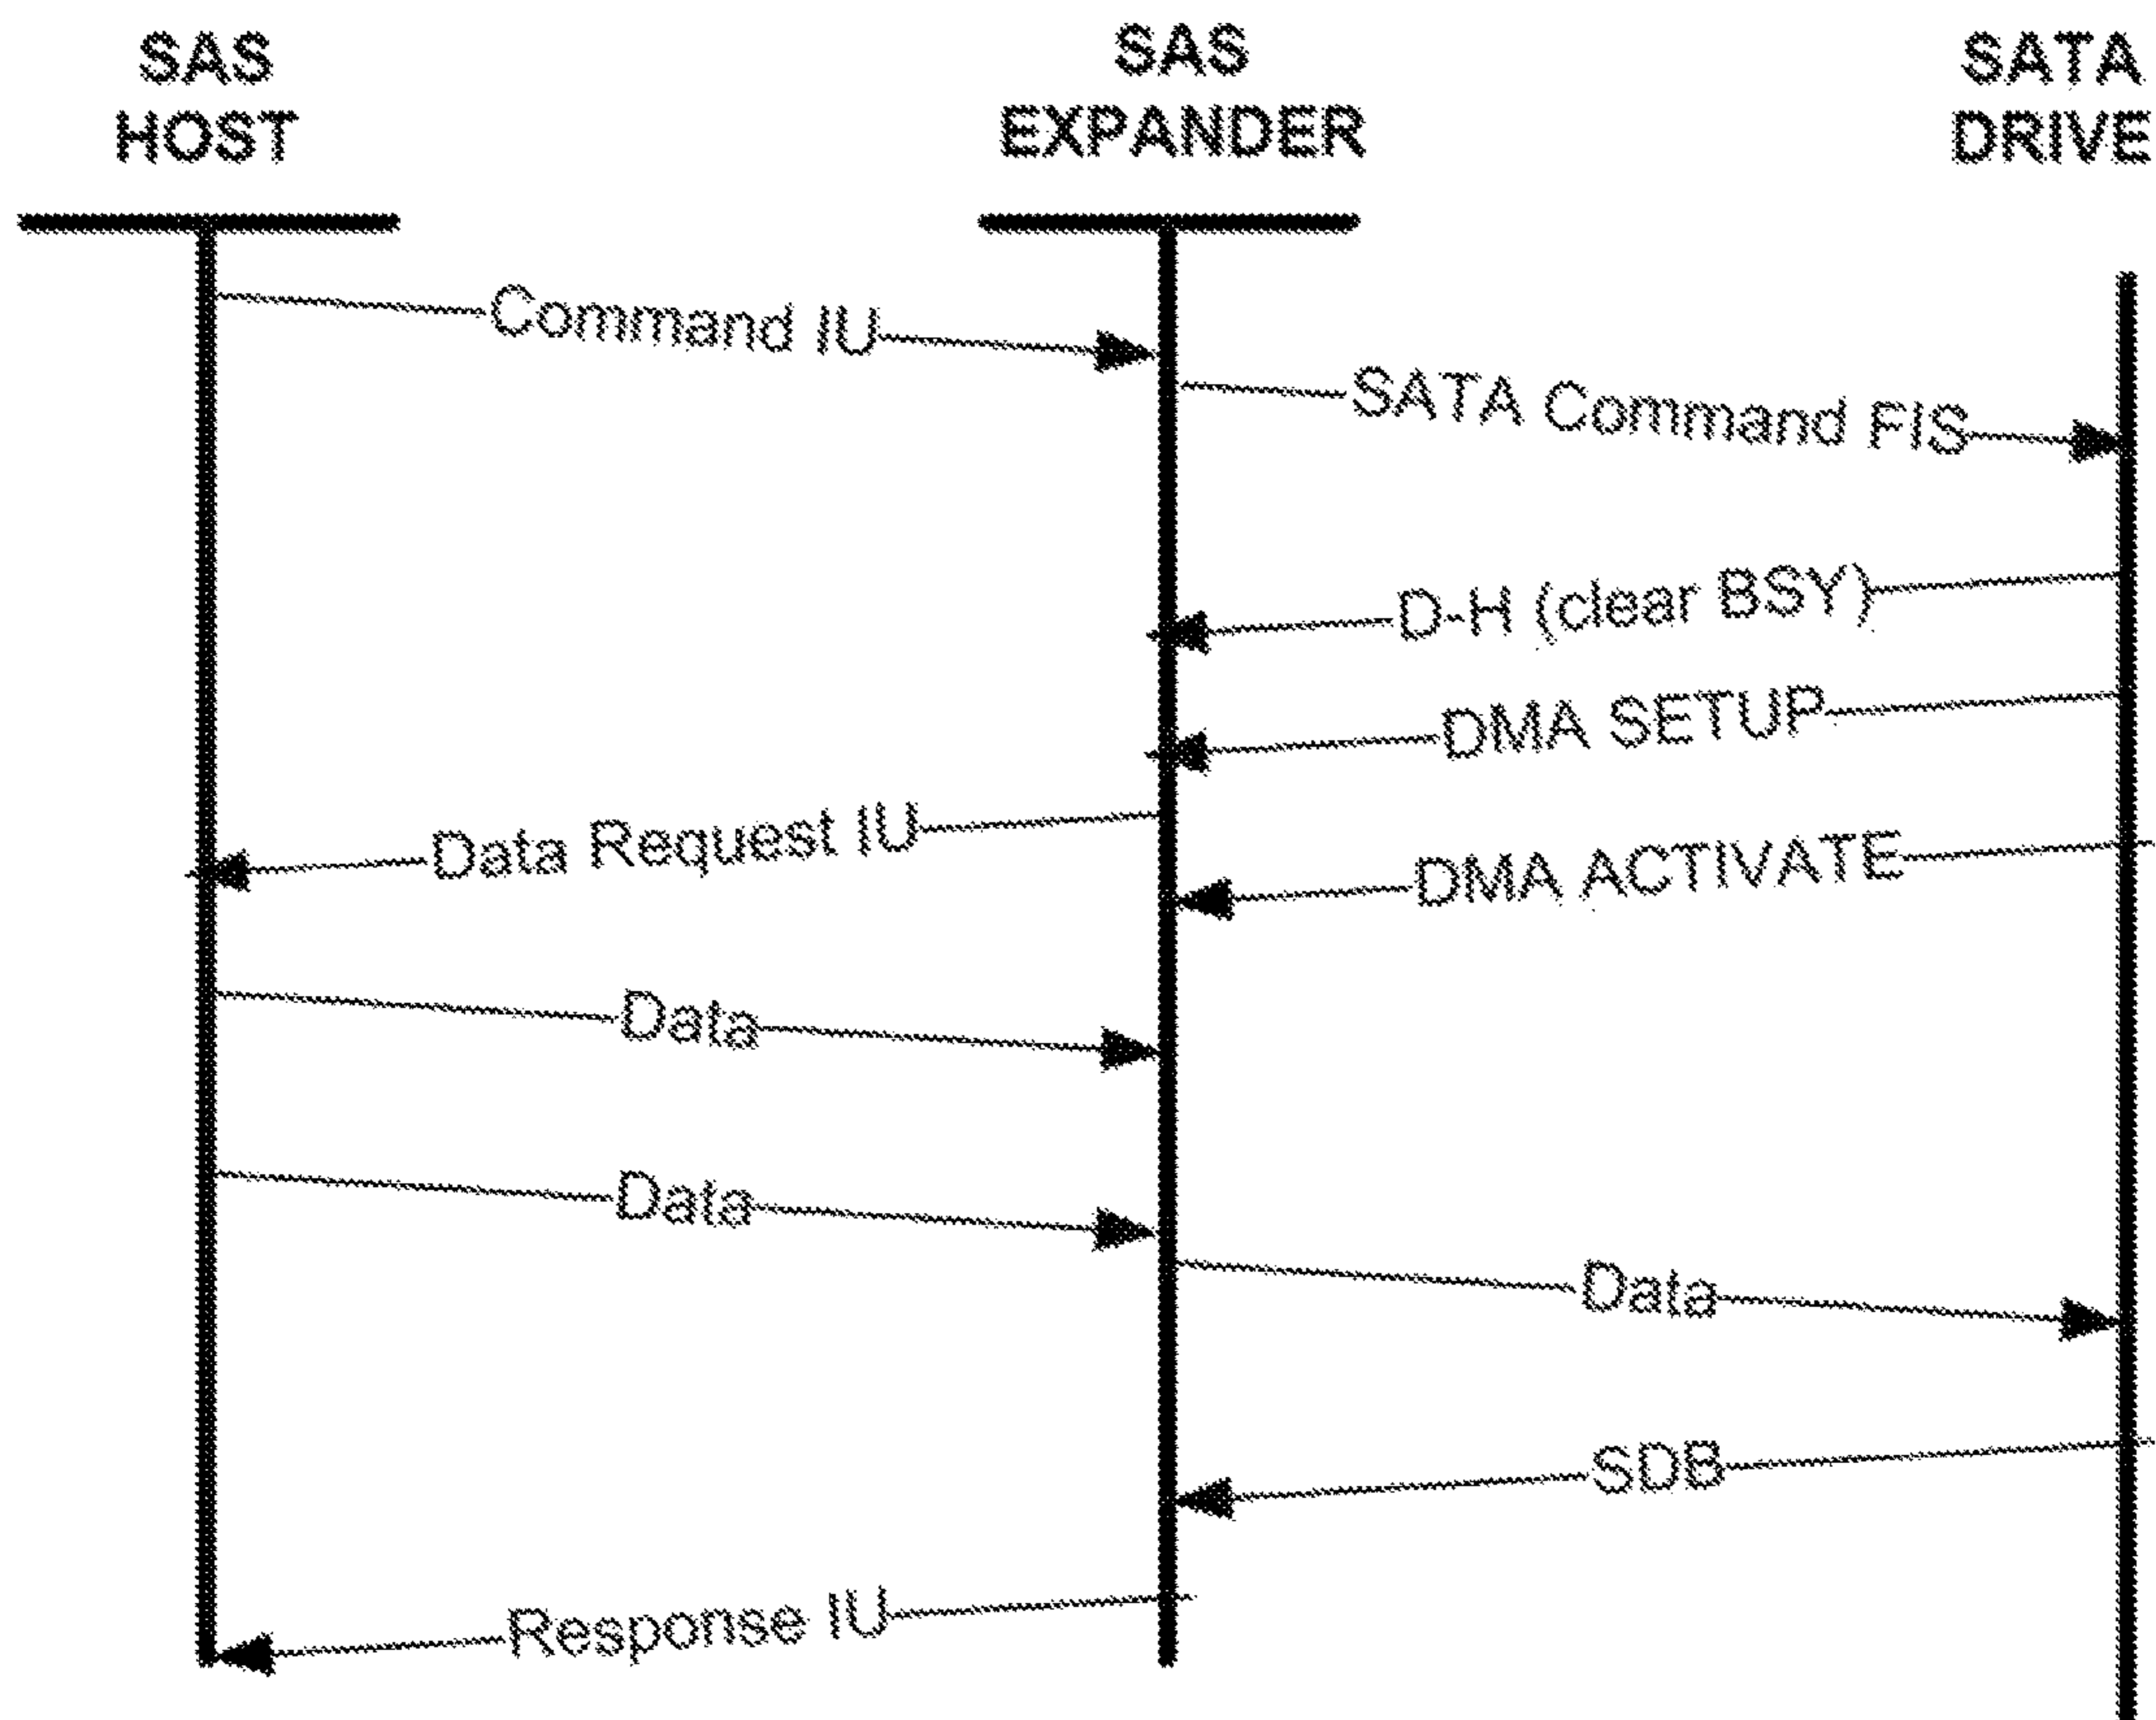 SAS
HOST
SAS
EXPANDER
SATA
DRIVE
Command IU
SATA Command FIS
D-H (clear BSY)
DMA SETUP
Data Request IU
DMA ACTIVATE
Data
Data
Data
SDB
Response IU